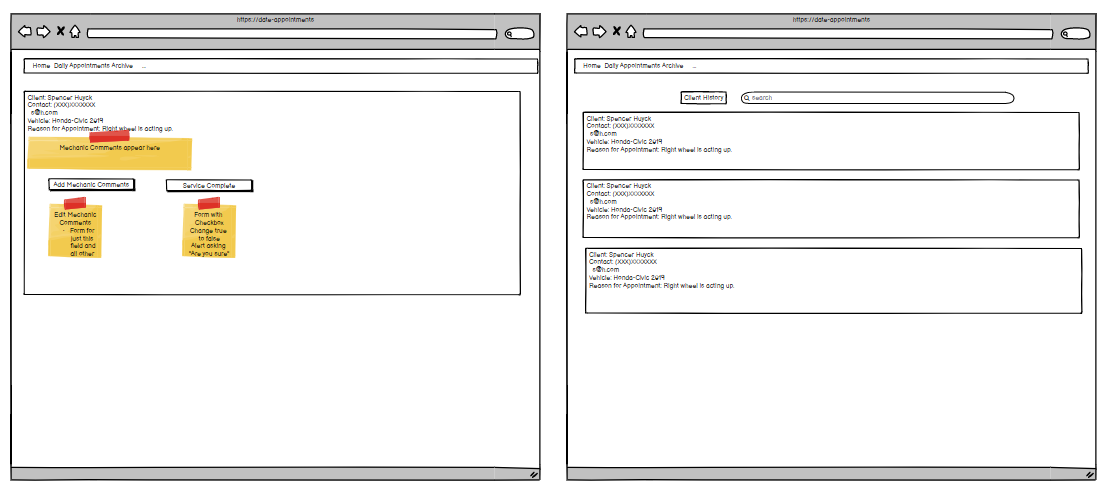 https://date-appointments
Home Daily Appointments Archive ...
Client: Spencer Huyck
Contact: (XXX)XXXXXXX
s@h.com
Vehicle: Honda-Civic 2019
Reason for Appointment: Right wheel is acting up.
Mechanic Comments appear here
Add Mechanic Comments
Service Complete
Edit Mechanic
Comments
- Form for
just this
field and
all other
Form with
Checkbox
Change true
to false
Alert asking
"Are you sure"
https://date-appointments
Home Daily Appointments Archive ...
Client History
search
Client: Spencer Huyck
Contact: (XXX)XXXXXXX
s@h.com
Vehicle: Honda-Civic 2019
Reason for Appointment: Right wheel is acting up.
Client: Spencer Huyck
Contact: (XXX)XXXXXXX
s@h.com
Vehicle: Honda-Civic 2019
Reason for Appointment: Right wheel is acting up.
Client: Spencer Huyck
Contact: (XXX)XXXXXXX
s@h.com
Vehicle: Honda-Civic 2019
Reason for Appointment: Right wheel is acting up.